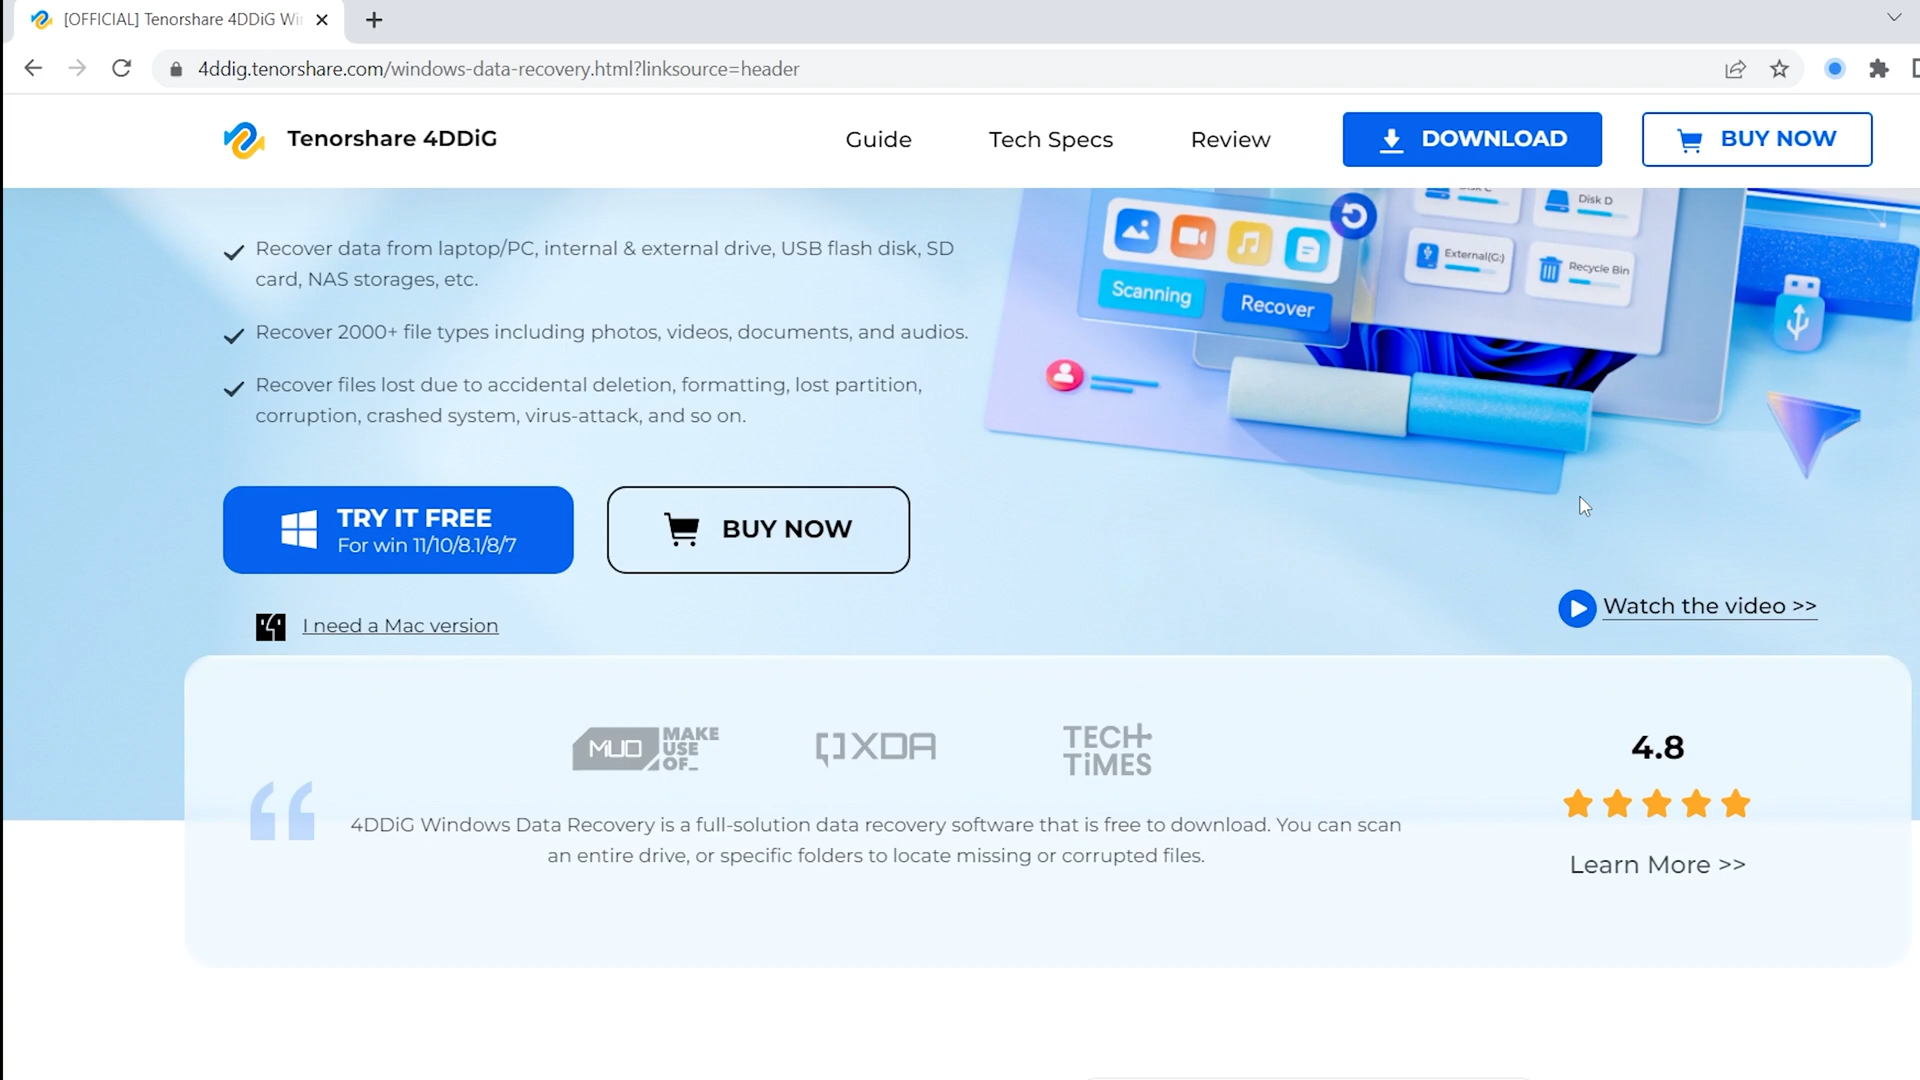 [OFFICIAL] Tenorshare 4DDiG Wi
4ddig.tenorshare.com/windows-data-recovery.html?linksource=header
Tenorshare 4DDiG
Guide
Tech Specs
Review
DOWNLOAD
BUY NOW
Recover data from laptop/PC, internal & external drive, USB flash disk, SD
card, NAS storages, etc.
Recover 2000+ file types including photos, videos, documents, and audios.
Recover files lost due to accidental deletion, formatting, lost partition,
corruption, crashed system, virus-attack, and so on.
Disk D
External(G:)
Recycle Bin
Scanning
Recover
TRY IT FREE
For win 11/10/8.1/8/7
BUY NOW
I need a Mac version
Watch the video >>
MUO MAKE
USE
OF_
XDA
TECH
TiMES
4DDiG Windows Data Recovery is a full-solution data recovery software that is free to download. You can scan
an entire drive, or specific folders to locate missing or corrupted files.
4.8
Learn More >>